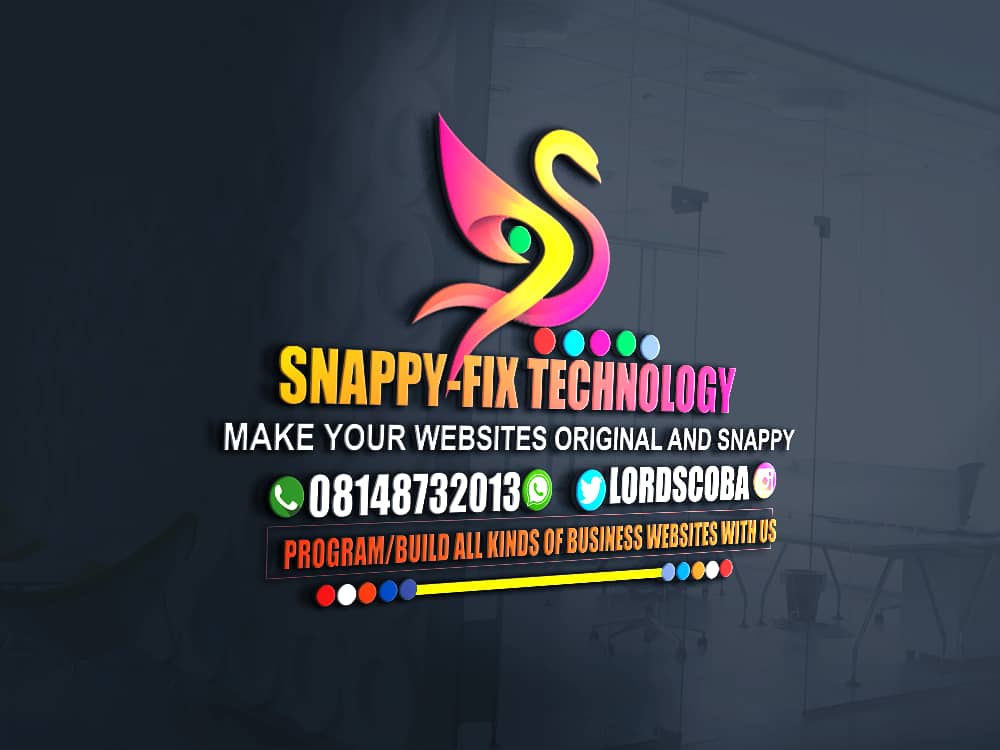 SNAPPY-FIX TECHNOLOGY
MAKE YOUR WEBSITES ORIGINAL AND SNAPPY
08148732013 LORDSCOBA
PROGRAM/BUILD ALL KINDS OF BUSINESS WEBSITES WITH US